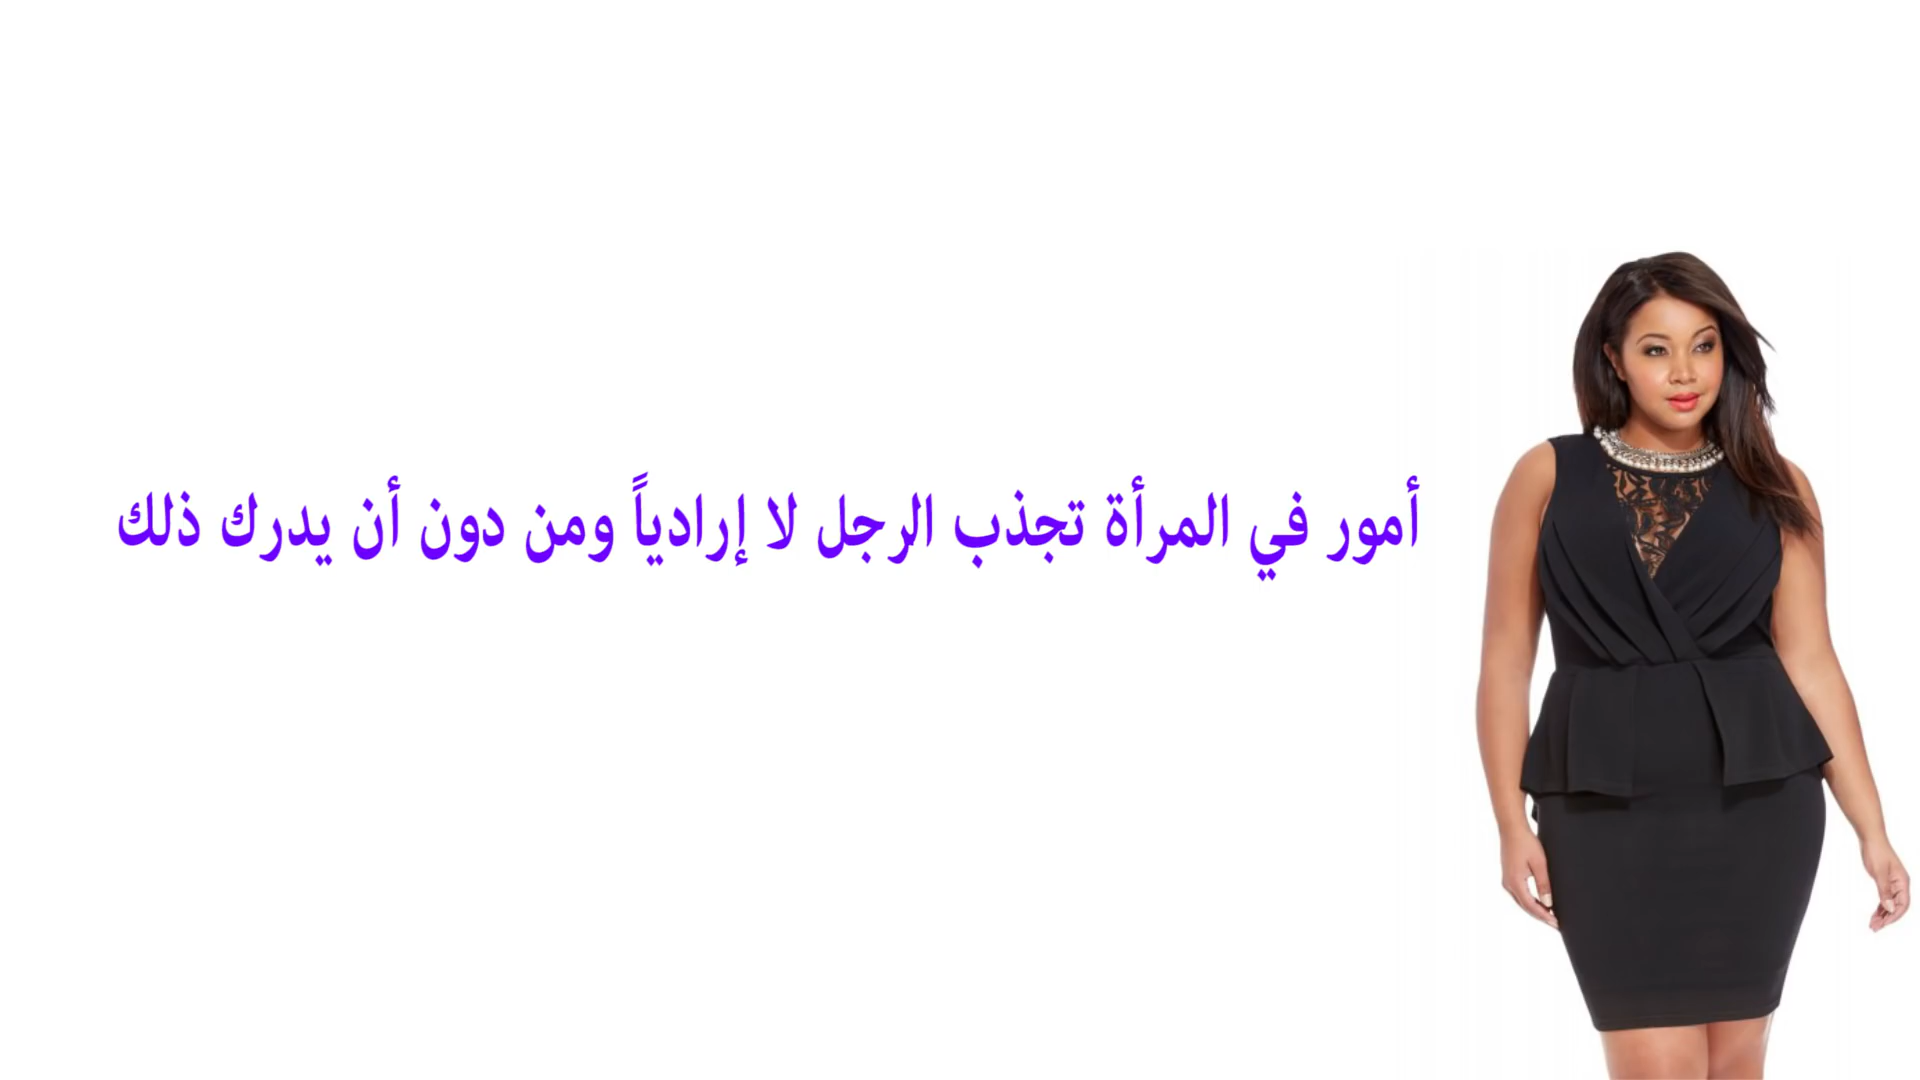 أمور في المرأة تجذب الرجل لا إرادياً ومن دون أن يدرك ذلك